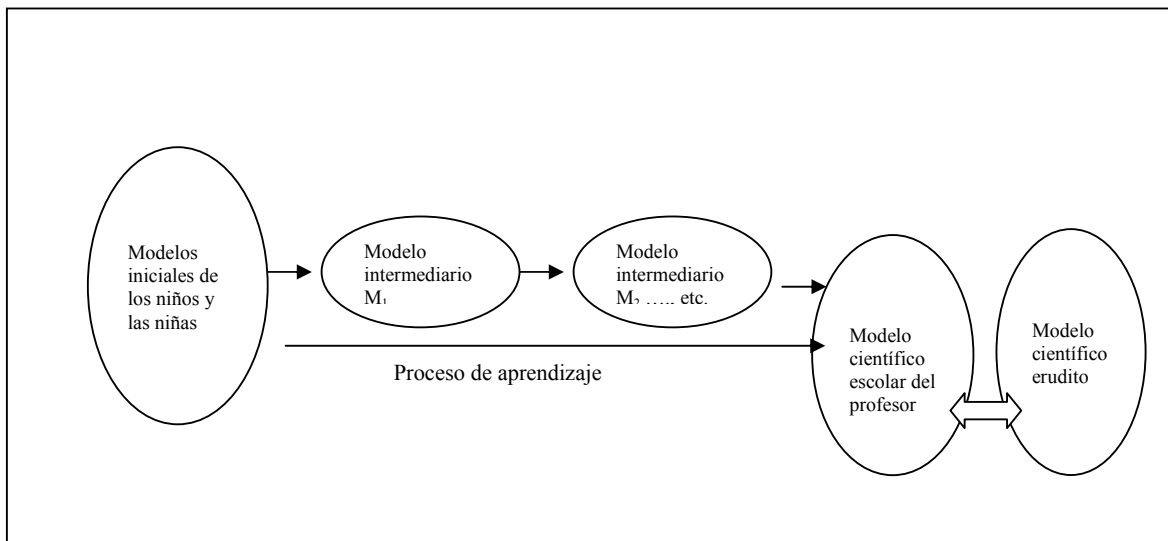 Modelos
iniciales de
los niños y
las niñas
Modelo
intermediario
M₁
Modelo
intermediario
M₂ ….. etc.
Proceso de aprendizaje
Modelo
científico
escolar del
profesor
Modelo
científico
erudito